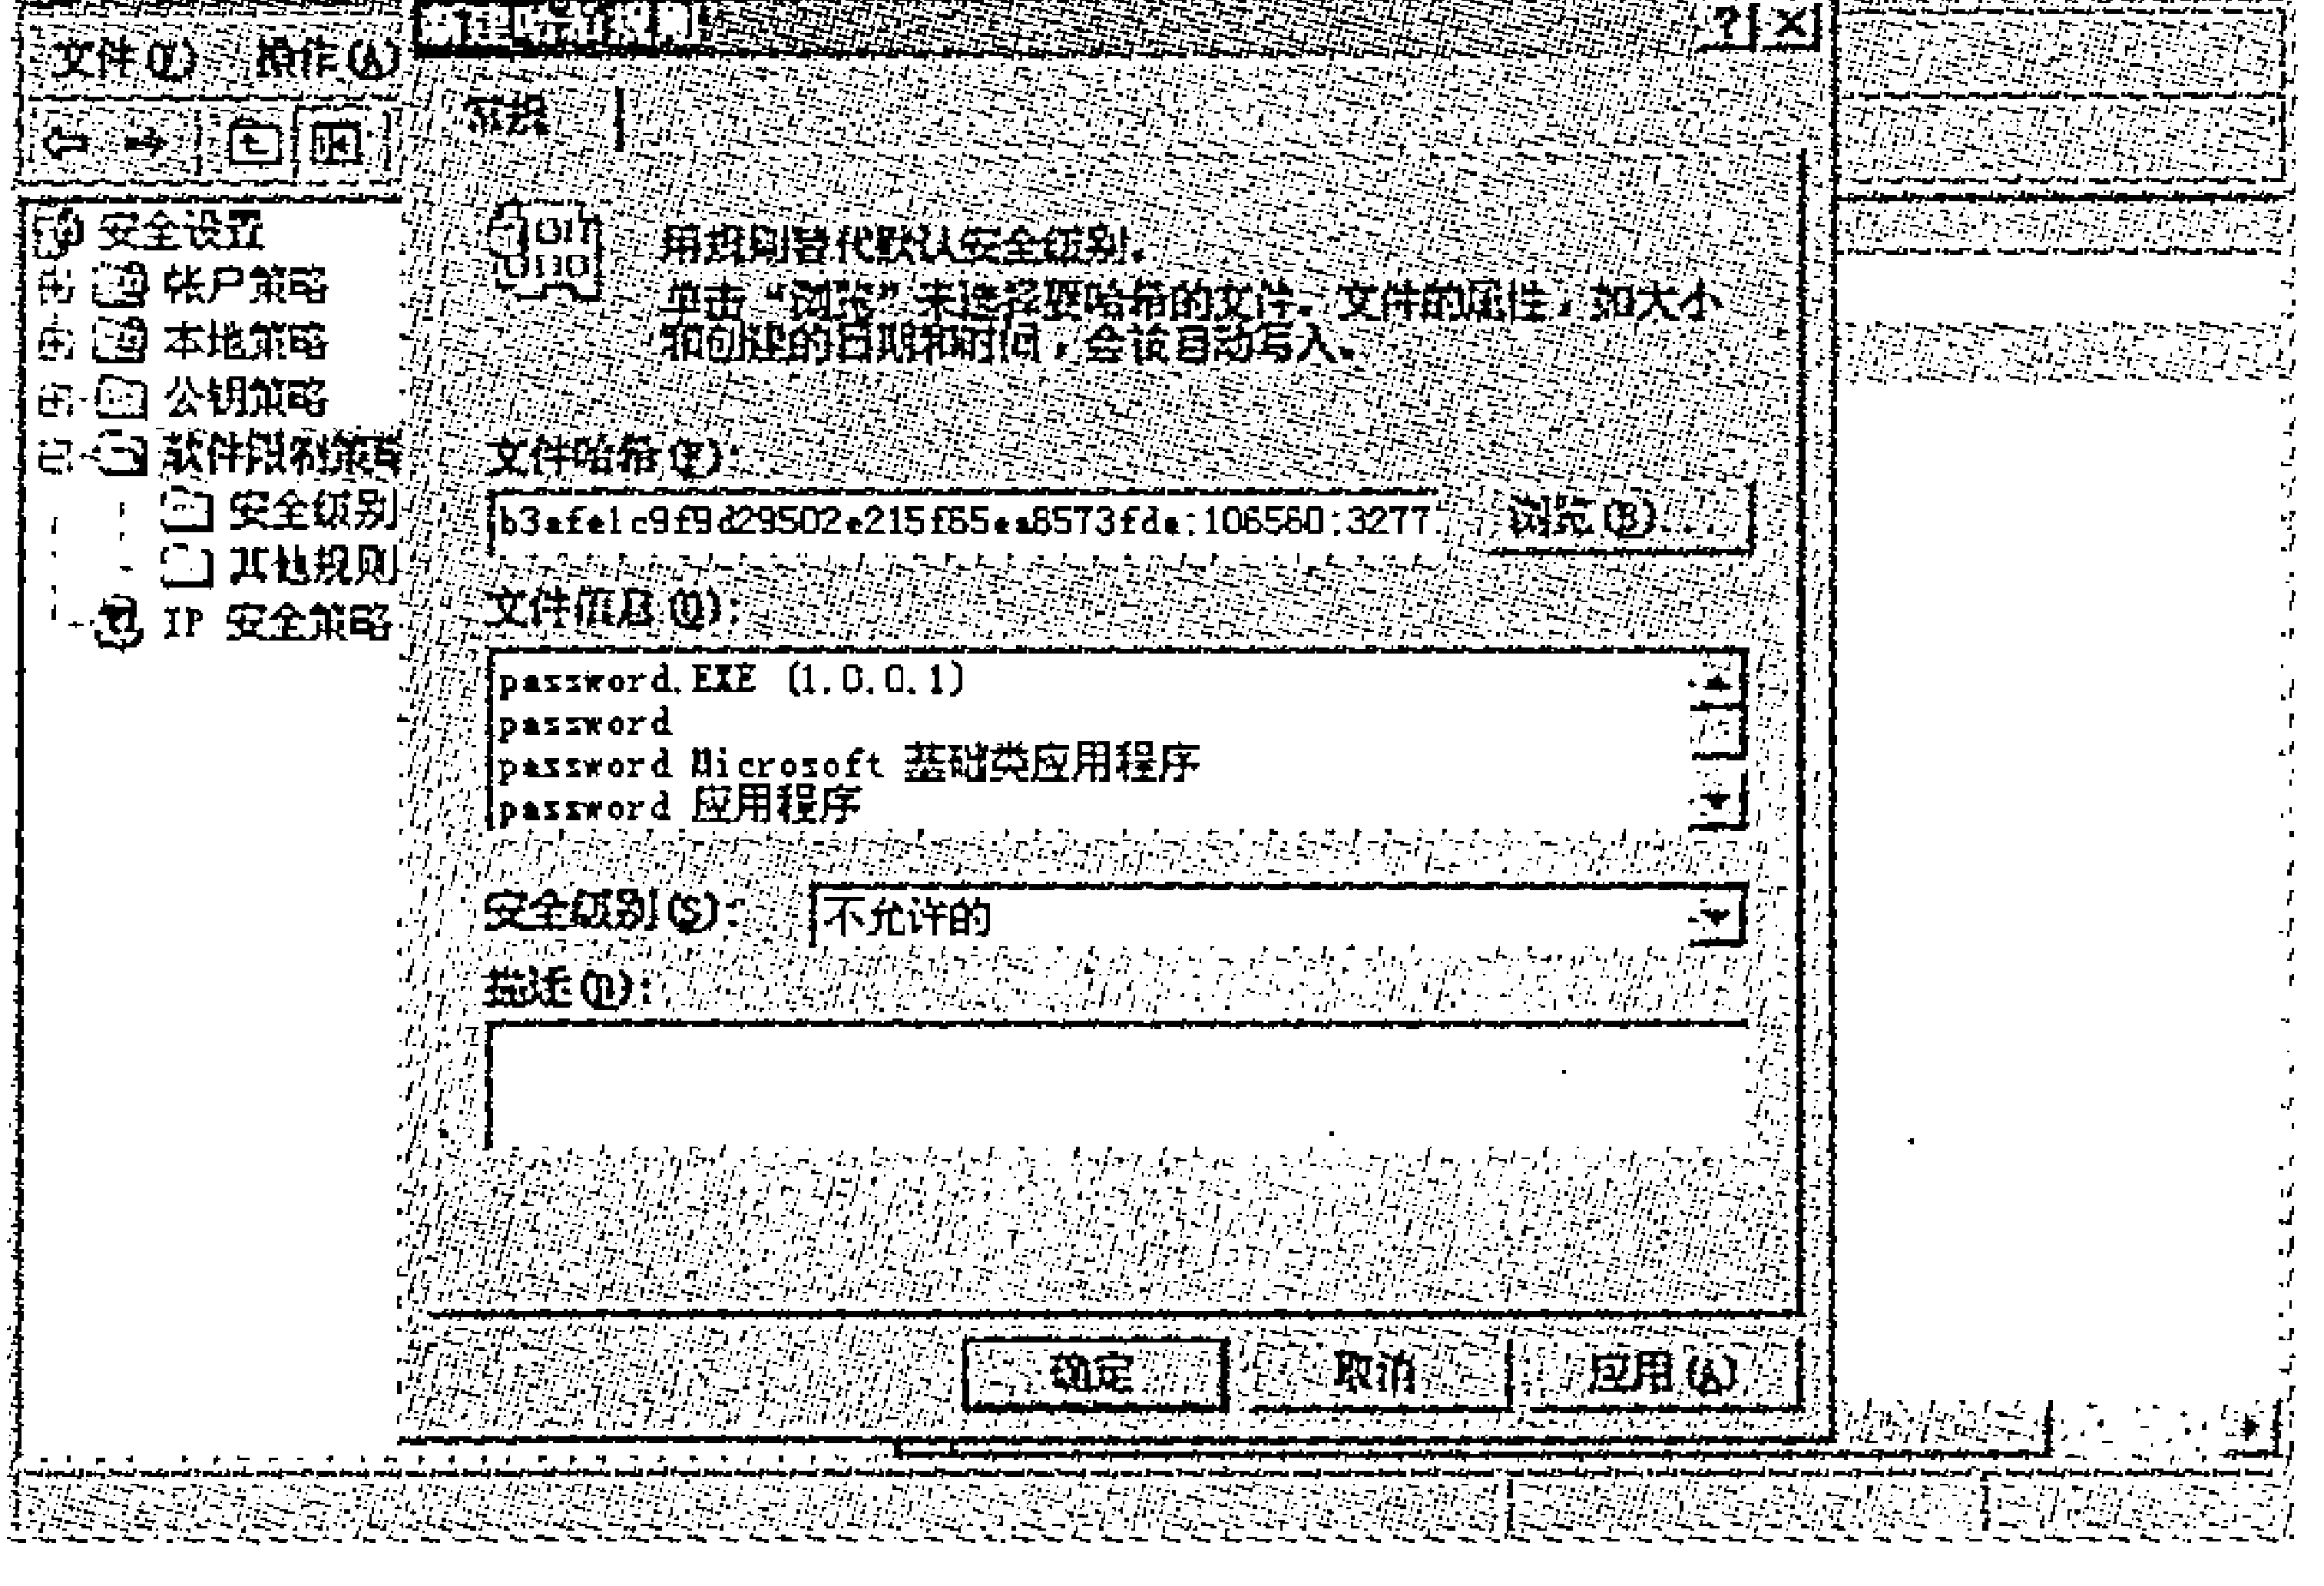 新建哈希规则
文件(F) 操作(A)
常规
安全设置
帐户策略
本地策略
公钥策略
软件限制策略
安全级别
其他规则
IP 安全策略
用规则替代默认安全级别。
单击“浏览”来选择要哈希的文件。文件的属性，如大小
和创建的日期和时间，会被自动写入。
文件哈希(F):
b3afe1c9f9d29502e215f65ea8573fda:106560:3277
浏览(B)...
文件信息(I):
password.EXE (1.0.0.1)
password
password Microsoft 基础类应用程序
password 应用程序
安全级别(S):
不允许的
描述(D):
确定 取消 应用(A)